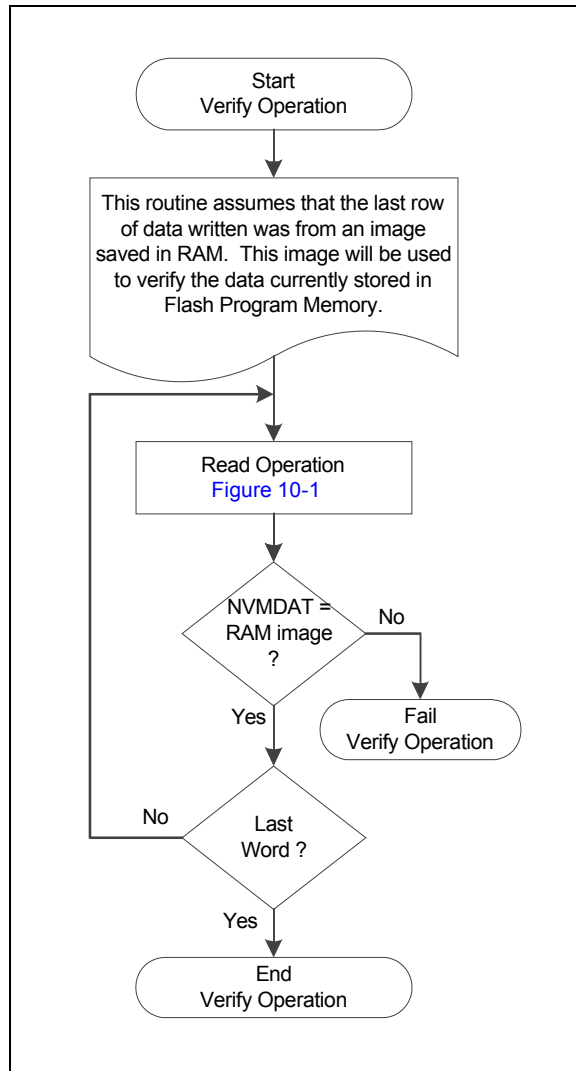 Start
Verify Operation
This routine assumes that the last row
of data written was from an image
saved in RAM. This image will be used
to verify the data currently stored in
Flash Program Memory.
Read Operation
Figure 10-1
NVMDAT =
RAM image
?
No
Fail
Verify Operation
Yes
Last
Word ?
No
Yes
End
Verify Operation